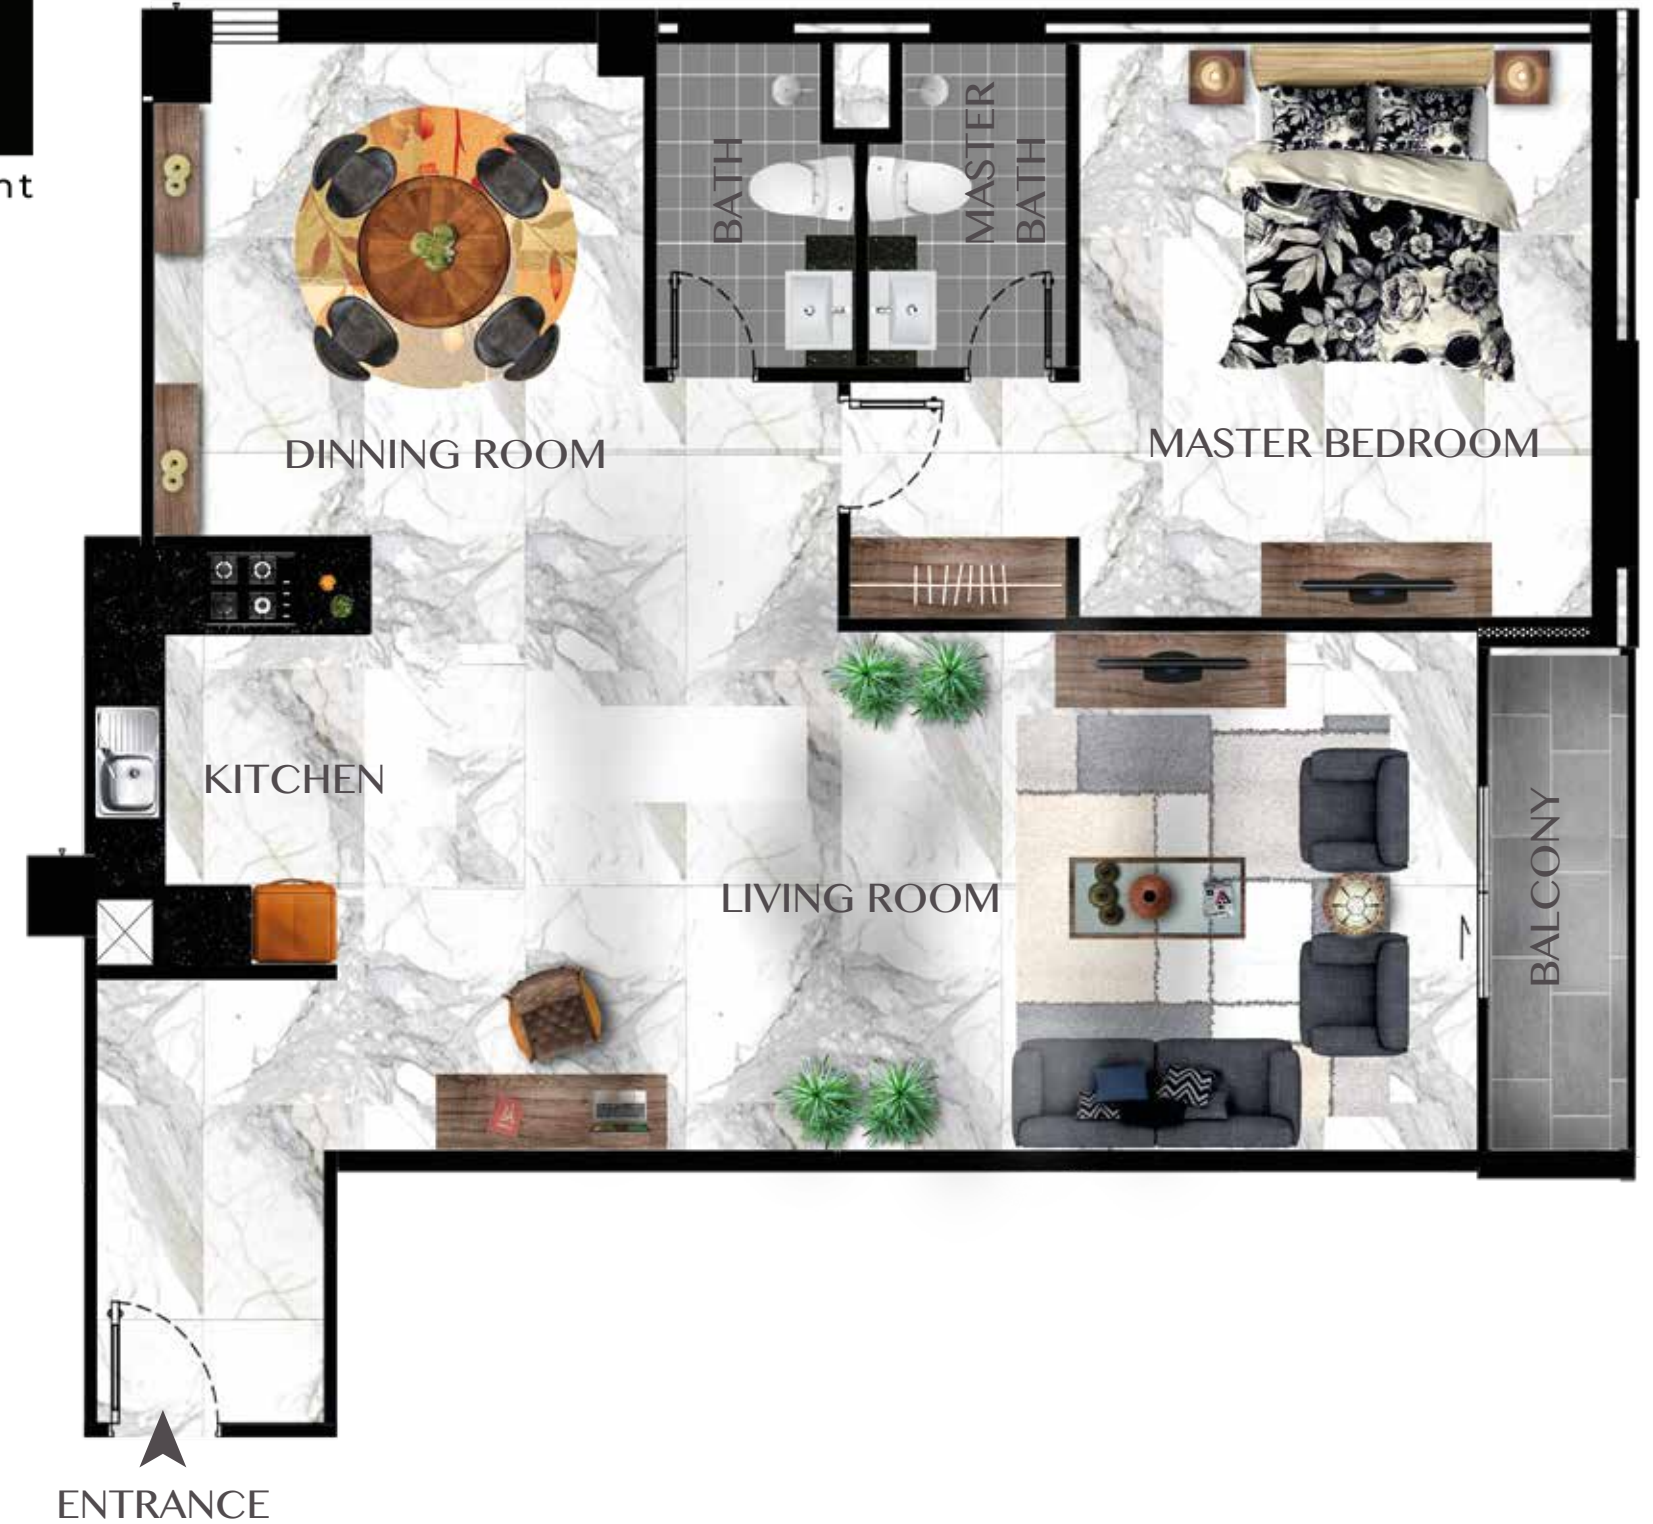 nt
BATH
MASTER
BATH
DINNING ROOM
MASTER BEDROOM
KITCHEN
LIVING ROOM
BALCONY
ENTRANCE